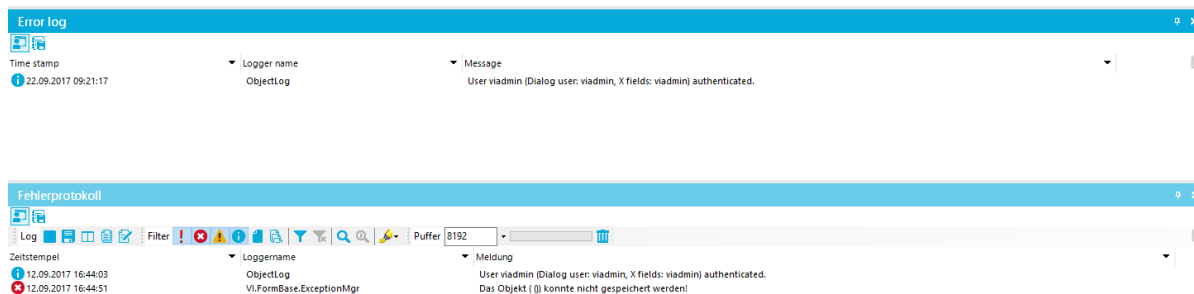 Error log
Time stamp Logger name Message
22.09.2017 09:21:17 ObjectLog User viadmin (Dialog user: viadmin, X fields: viadmin) authenticated.
Fehlerprotokoll
Log Filter Puffer 8192
Zeitstempel Loggername Meldung
12.09.2017 16:44:03 ObjectLog User viadmin (Dialog user: viadmin, X fields: viadmin) authenticated.
12.09.2017 16:44:51 VI.FormBase.ExceptionMgr Das Objekt ( ()) konnte nicht gespeichert werden!